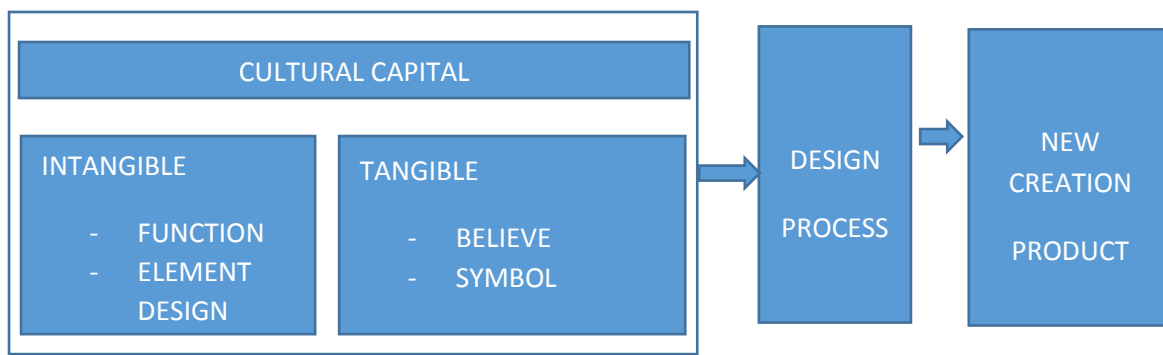 CULTURAL CAPITAL
INTANGIBLE
- FUNCTION
- ELEMENT
DESIGN
TANGIBLE
- BELIEVE
- SYMBOL
DESIGN
PROCESS
NEW
CREATION
PRODUCT